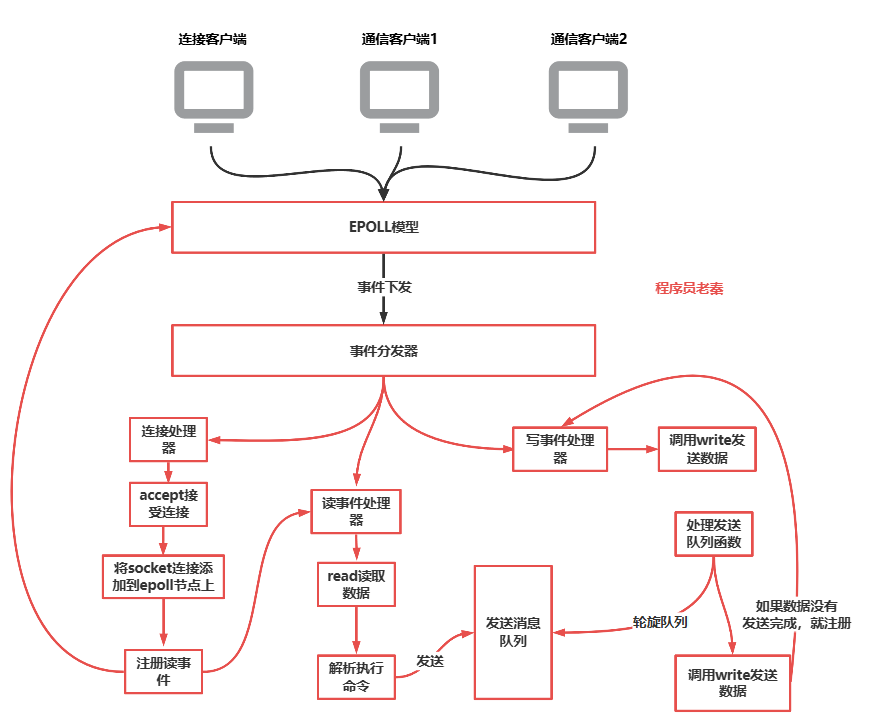 连接客户端
通信客户端1
通信客户端2
EPOLL模型
事件下发
程序员老秦
事件分发器
连接处理
器
写事件处理
器
调用write发
送数据
accept接
受连接
读事件处理
器
处理发送
队列函数
将socket连接添
加到epoll节点上
read读取
数据
发送消息
队列
轮旋队列
如果数据没有
发送完成，就注册
注册读事
件
解析执行
命令
发送
调用write发送
数据